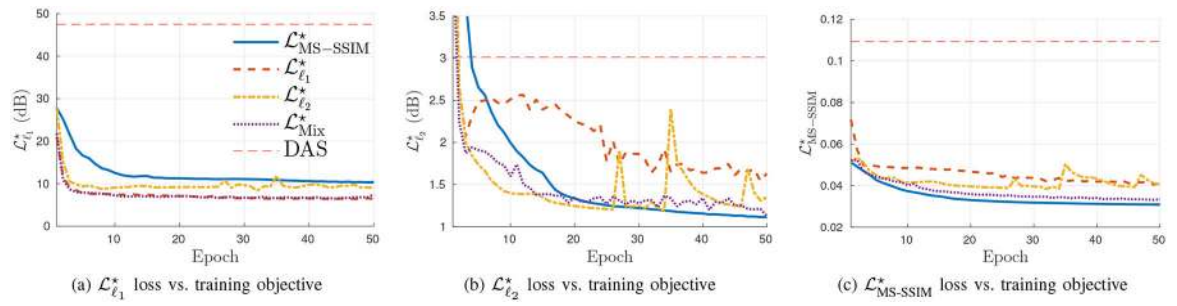 50
40
30
20
10
0
10
20
30
40
50
Epoch
ℒ*ℓ1 (dB)
ℒ*MS−SSIM
ℒ*ℓ1
ℒ*ℓ2
ℒ*Mix
DAS
(a) ℒ*ℓ1 loss vs. training objective
3.5
3
2.5
2
1.5
1
10
20
30
40
50
Epoch
ℒ*ℓ2 (dB)
(b) ℒ*ℓ2 loss vs. training objective
0.12
0.1
0.08
0.06
0.04
0.02
10
20
30
40
50
Epoch
ℒ*MS−SSIM
(c) ℒ*MS-SSIM loss vs. training objective